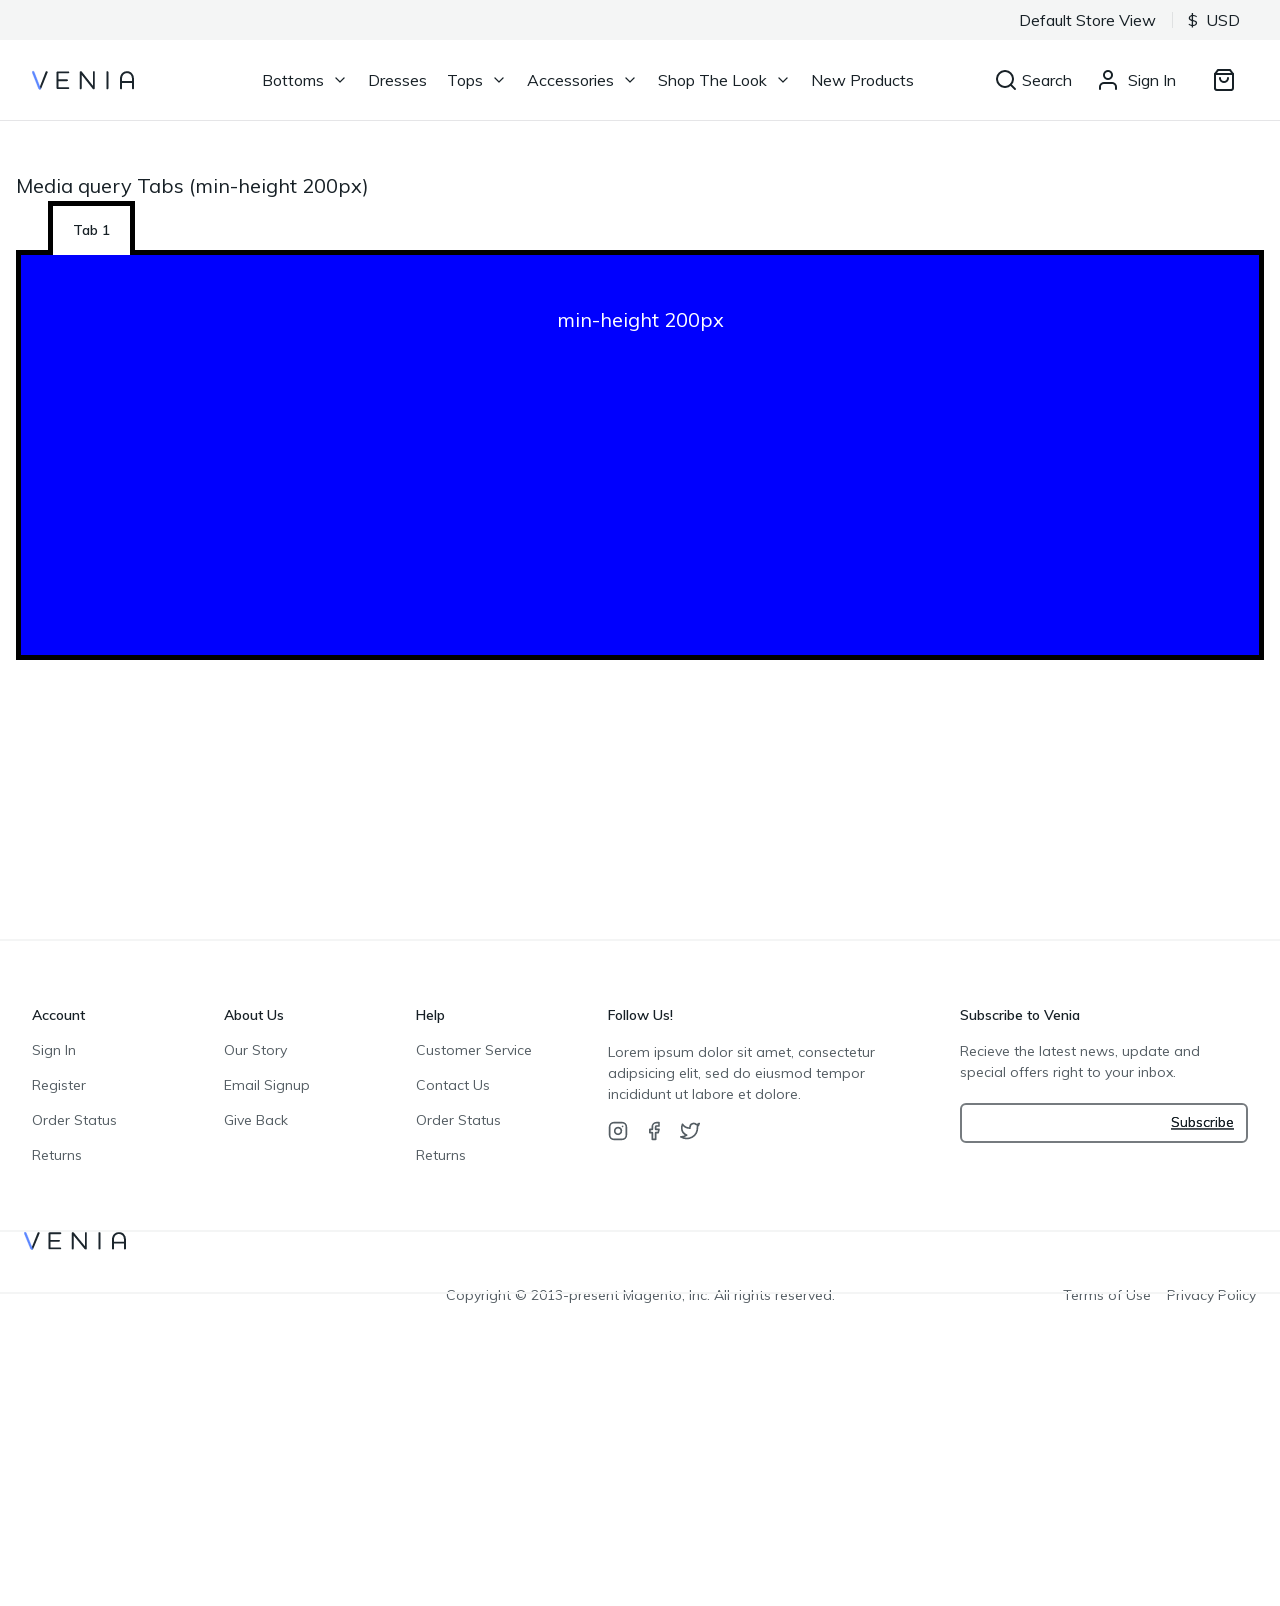 Default Store View $ USD
VENIA Bottoms Dresses Tops Accessories Shop The Look New Products Search Sign In
Media query Tabs (min-height 200px)
Tab 1
min-height 200px
Account
Sign In
Register
Order Status
Returns
About Us
Our Story
Email Signup
Give Back
Help
Customer Service
Contact Us
Order Status
Returns
Follow Us!
Lorem ipsum dolor sit amet, consectetur
adipsicing elit, sed do eiusmod tempor
incididunt ut labore et dolore.
Subscribe to Venia
Recieve the latest news, update and
special offers right to your inbox.
Subscribe
VENIA
Copyright © 2013-present Magento, Inc. All rights reserved. Terms of Use Privacy Policy